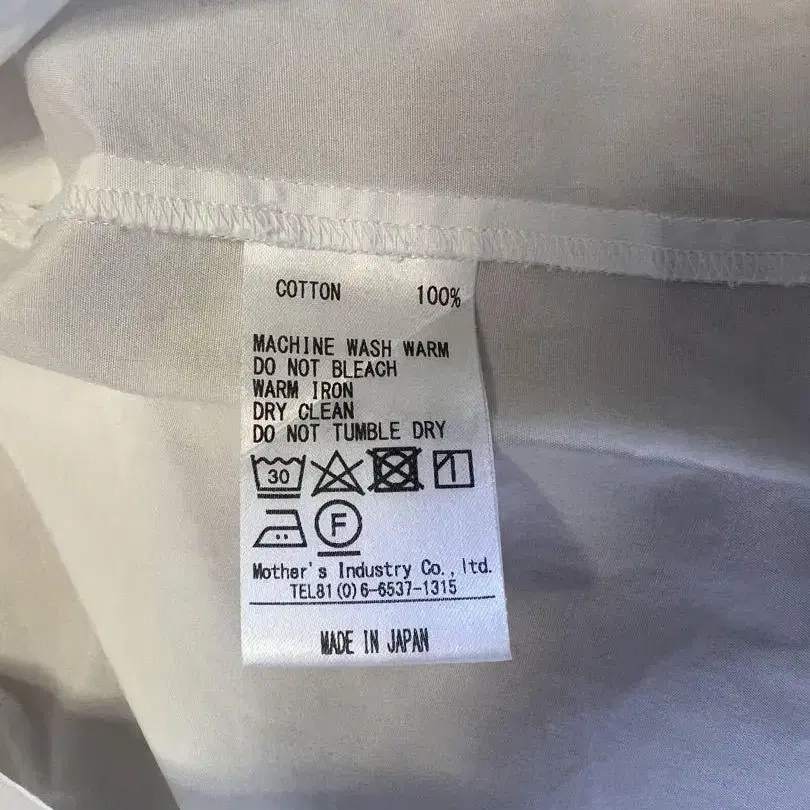 COTTON 100%
MACHINE WASH WARM
DO NOT BLEACH
WARM IRON
DRY CLEAN
DO NOT TUMBLE DRY
30
F
Mother's Industry Co., ltd.
TEL81(0)6-6537-1315
MADE IN JAPAN